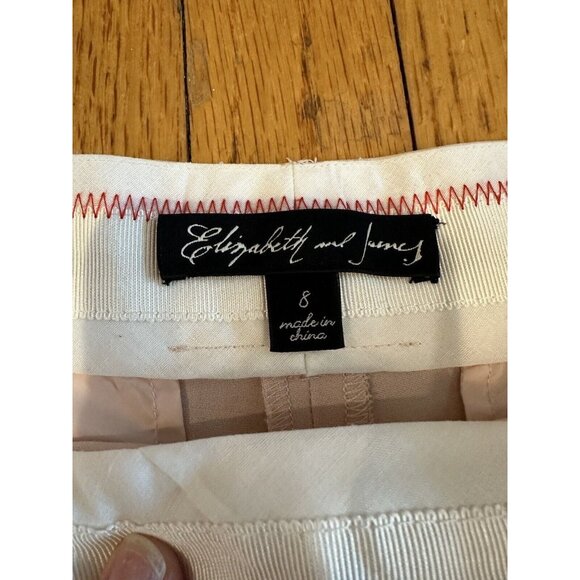 Elizabeth and James
8
made in
china